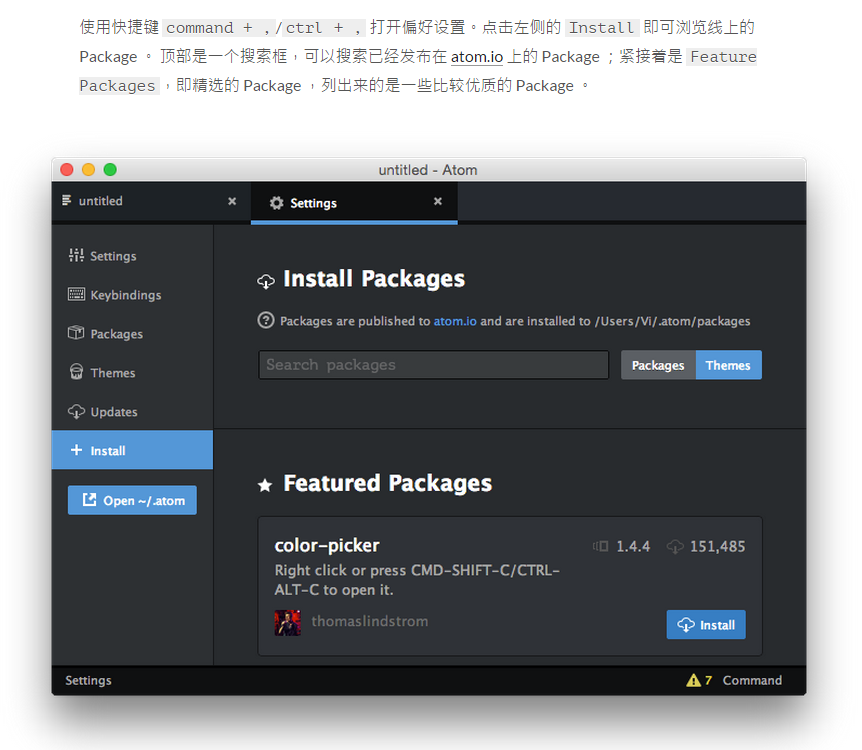 使用快捷键 command + ,/ctrl + , 打开偏好设置。点击左侧的 Install 即可浏览线上的
Package 。顶部是一个搜索框，可以搜索已经发布在 atom.io 上的 Package ；紧接着是 Feature
Packages，即精选的 Package ，列出来的是一些比较优质的 Package 。
untitled - Atom
untitled
Settings
Settings
Keybindings
Packages
Themes
Updates
Install
Open ~/.atom
Install Packages
Packages are published to atom.io and are installed to /Users/Vi/.atom/packages
Search packages
Packages Themes
Featured Packages
color-picker 1.4.4 151,485
Right click or press CMD-SHIFT-C/CTRL-
ALT-C to open it.
thomaslindstrom
Install
Settings
7 Command